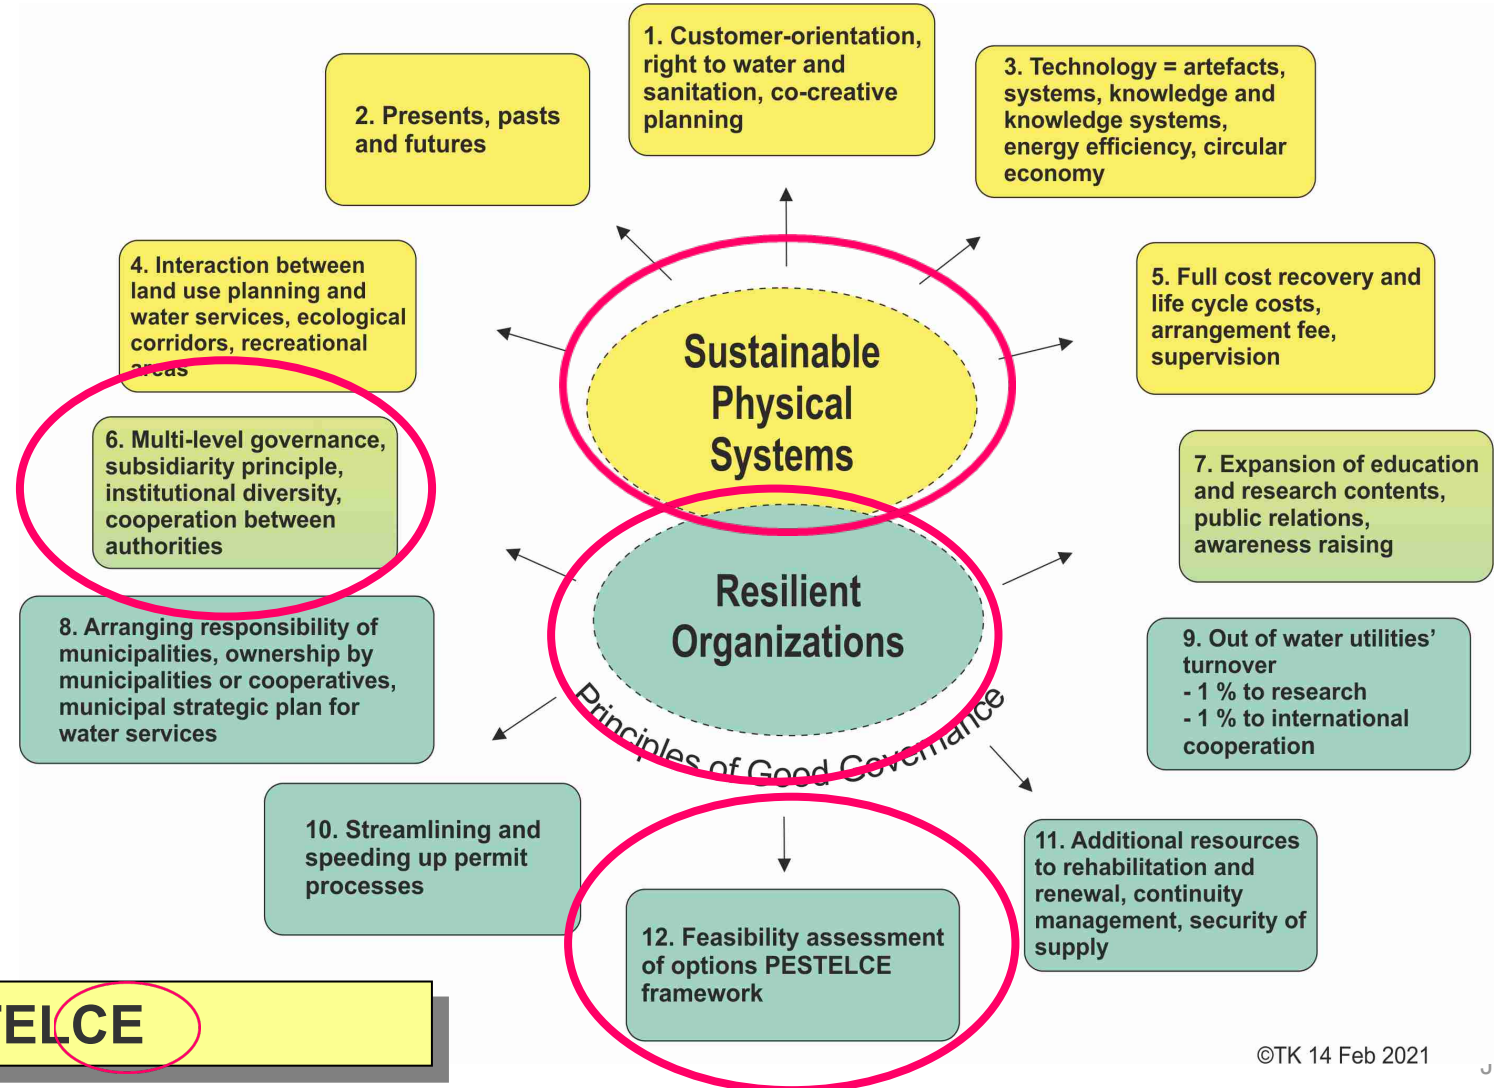 1. Customer-orientation,
right to water and
sanitation, co-creative
planning
2. Presents, pasts
and futures
3. Technology = artefacts,
systems, knowledge and
knowledge systems,
energy efficiency, circular
economy
4. Interaction between
land use planning and
water services, ecological
corridors, recreational
areas
5. Full cost recovery and
life cycle costs,
arrangement fee,
supervision
Sustainable
Physical
Systems
6. Multi-level governance,
subsidiarity principle,
institutional diversity,
cooperation between
authorities
7. Expansion of education
and research contents,
public relations,
awareness raising
Resilient
Organizations
Principles of Good Governance
8. Arranging responsibility of
municipalities, ownership by
municipalities or cooperatives,
municipal strategic plan for
water services
9. Out of water utilities’
turnover
- 1 % to research
- 1 % to international
cooperation
10. Streamlining and
speeding up permit
processes
11. Additional resources
to rehabilitation and
renewal, continuity
management, security of
supply
12. Feasibility assessment
of options PESTELCE
framework
TELCE
©TK 14 Feb 2021